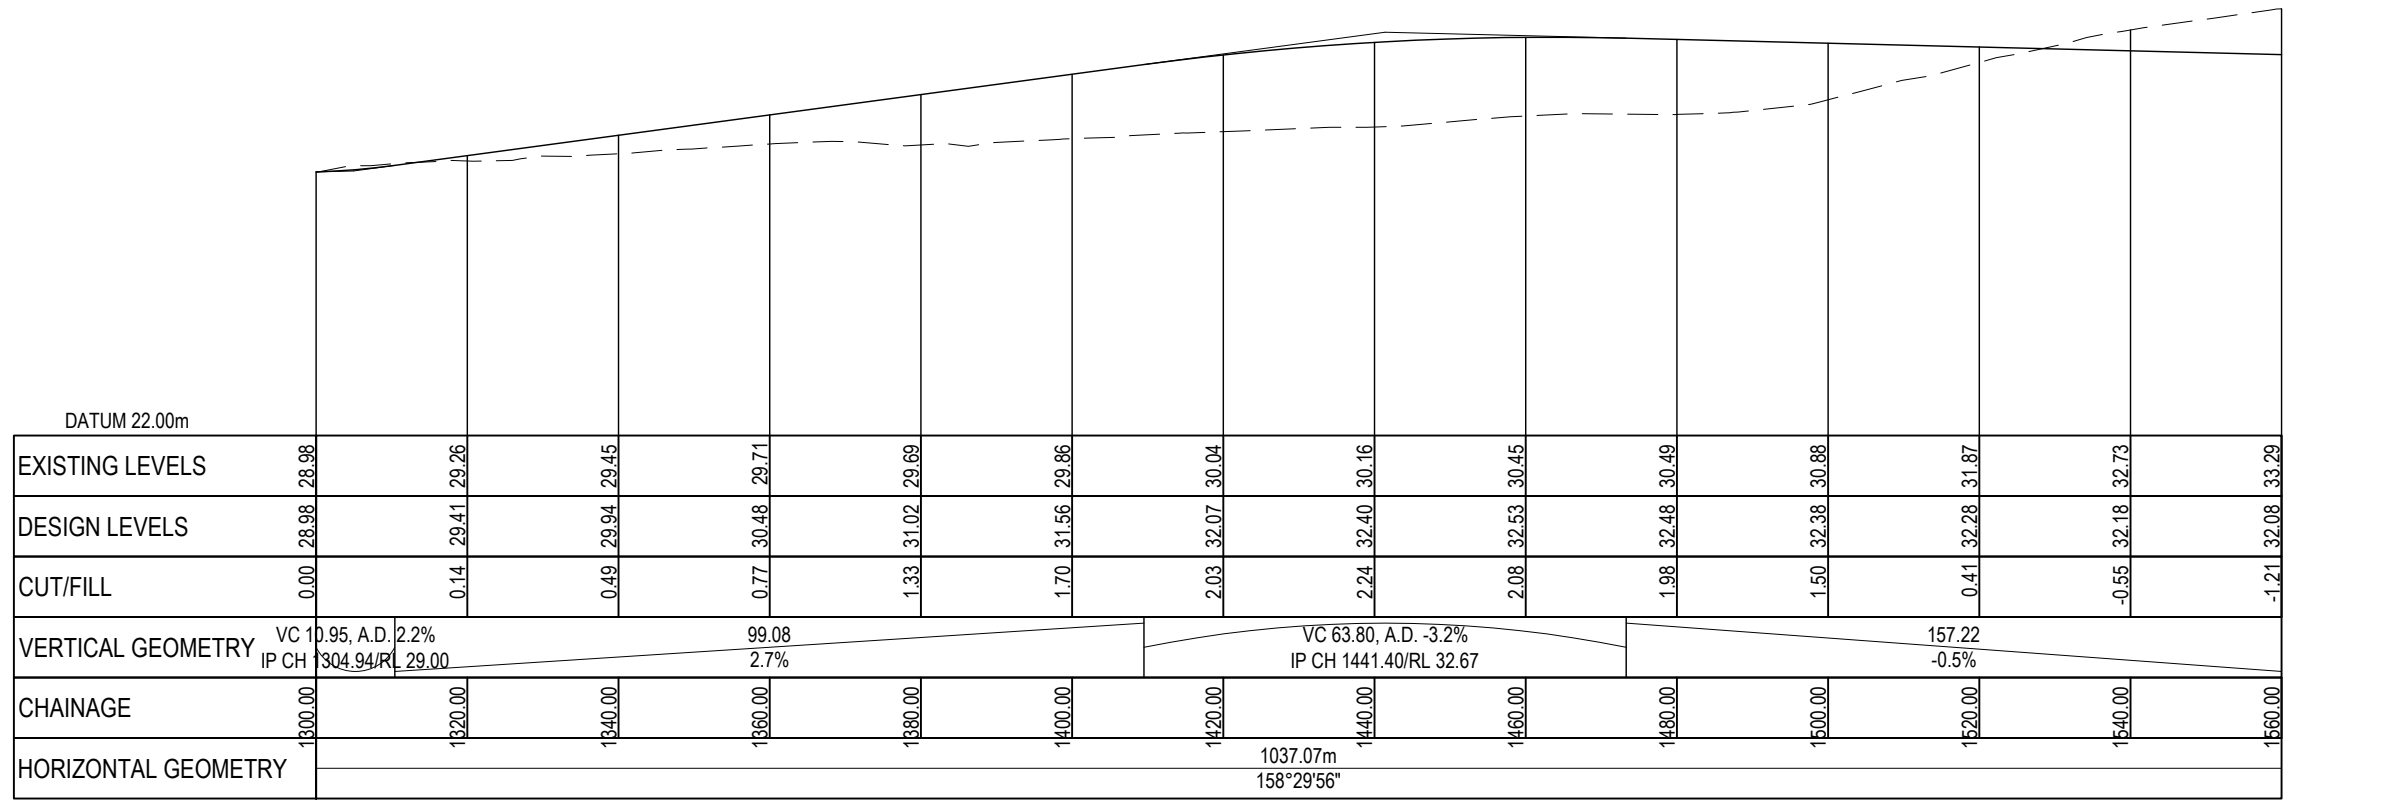 DATUM 22.00m
EXISTING LEVELS 28.98 29.26 29.45 29.71 29.69 29.86 30.04 30.16 30.45 30.49 30.88 31.87 32.73 33.29
DESIGN LEVELS 28.98 29.41 29.94 30.48 31.02 31.56 32.07 32.40 32.53 32.48 32.38 32.28 32.18 32.08
CUT/FILL 0.00 0.14 0.49 0.77 1.33 1.70 2.03 2.24 2.08 1.98 1.50 0.41 -0.55 -1.21
VERTICAL GEOMETRY
VC 10.95, A.D. 2.2%
IP CH 1304.94/RL 29.00
99.08
2.7%
VC 63.80, A.D. -3.2%
IP CH 1441.40/RL 32.67
157.22
-0.5%
CHAINAGE 1300.00 1320.00 1340.00 1360.00 1380.00 1400.00 1420.00 1440.00 1460.00 1480.00 1500.00 1520.00 1540.00 1560.00
HORIZONTAL GEOMETRY
1037.07m
158°29'56"